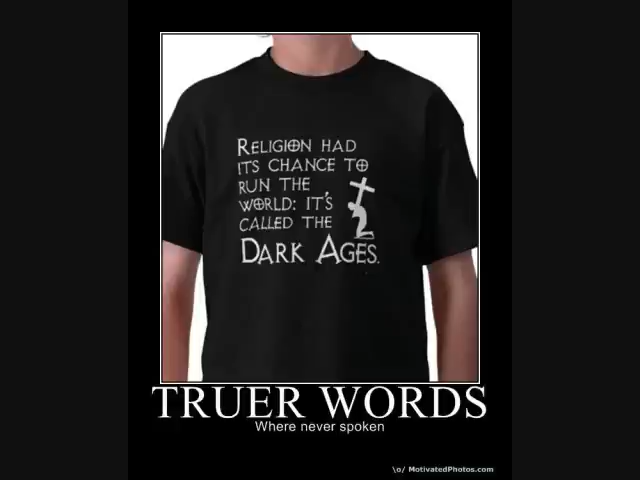 RELIGION HAD
ITS CHANCE TO
RUN THE
WORLD: IT'S
CALLED THE
DARK AGES.
TRUER WORDS
Where never spoken
\o/ MotivatedPhotos.com